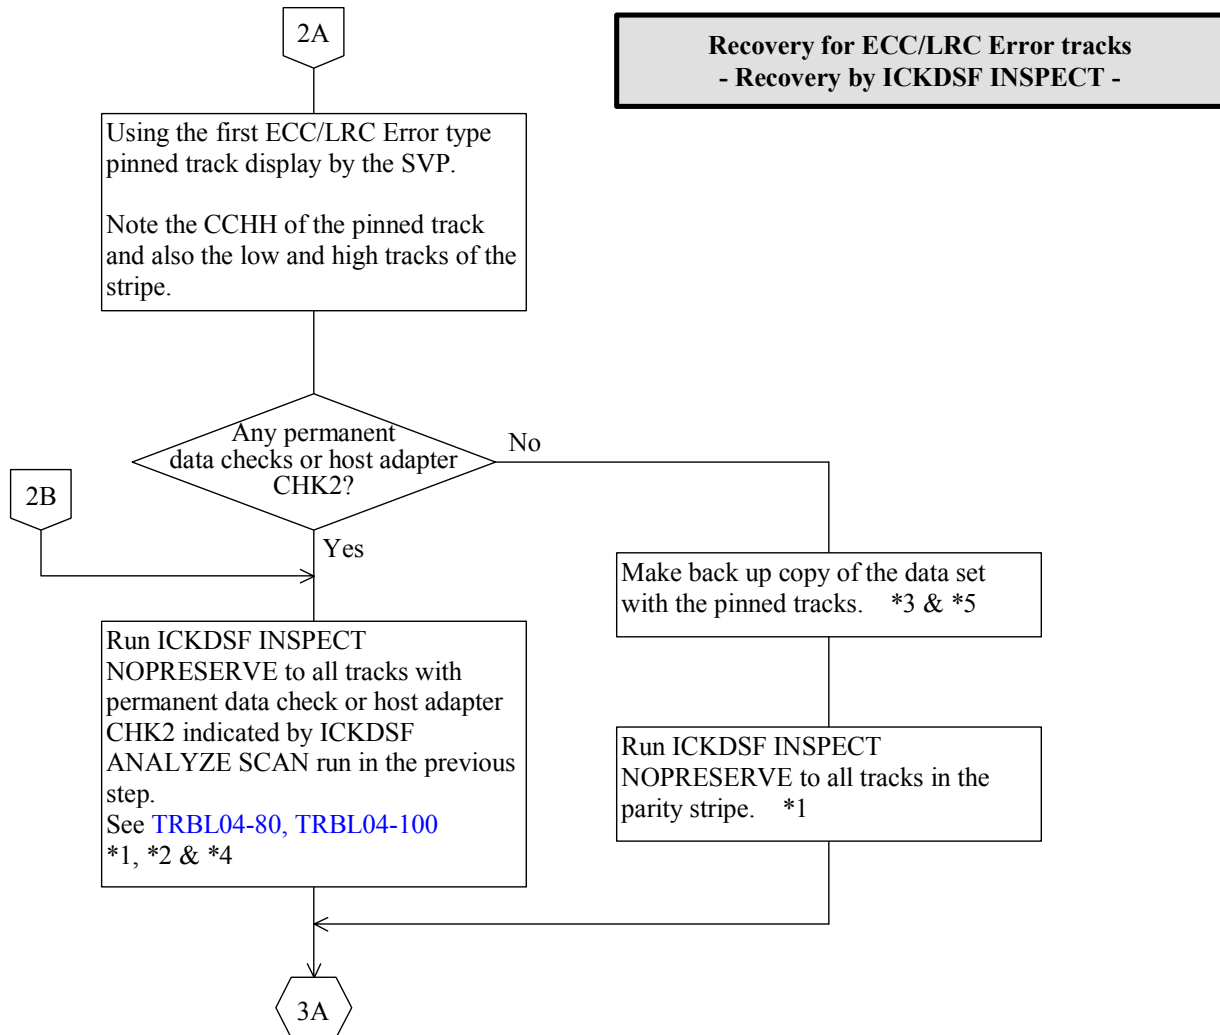 2A
Recovery for ECC/LRC Error tracks
- Recovery by ICKDSF INSPECT -
Using the first ECC/LRC Error type
pinned track display by the SVP.
Note the CCHH of the pinned track
and also the low and high tracks of the
stripe.
Any permanent
data checks or host adapter
CHK2?
No
2B
Yes
Make back up copy of the data set
with the pinned tracks. *3 & *5
Run ICKDSF INSPECT
NOPRESERVE to all tracks with
permanent data check or host adapter
CHK2 indicated by ICKDSF
ANALYZE SCAN run in the previous
step.
See TRBL04-80, TRBL04-100
*1, *2 & *4
Run ICKDSF INSPECT
NOPRESERVE to all tracks in the
parity stripe. *1
3A